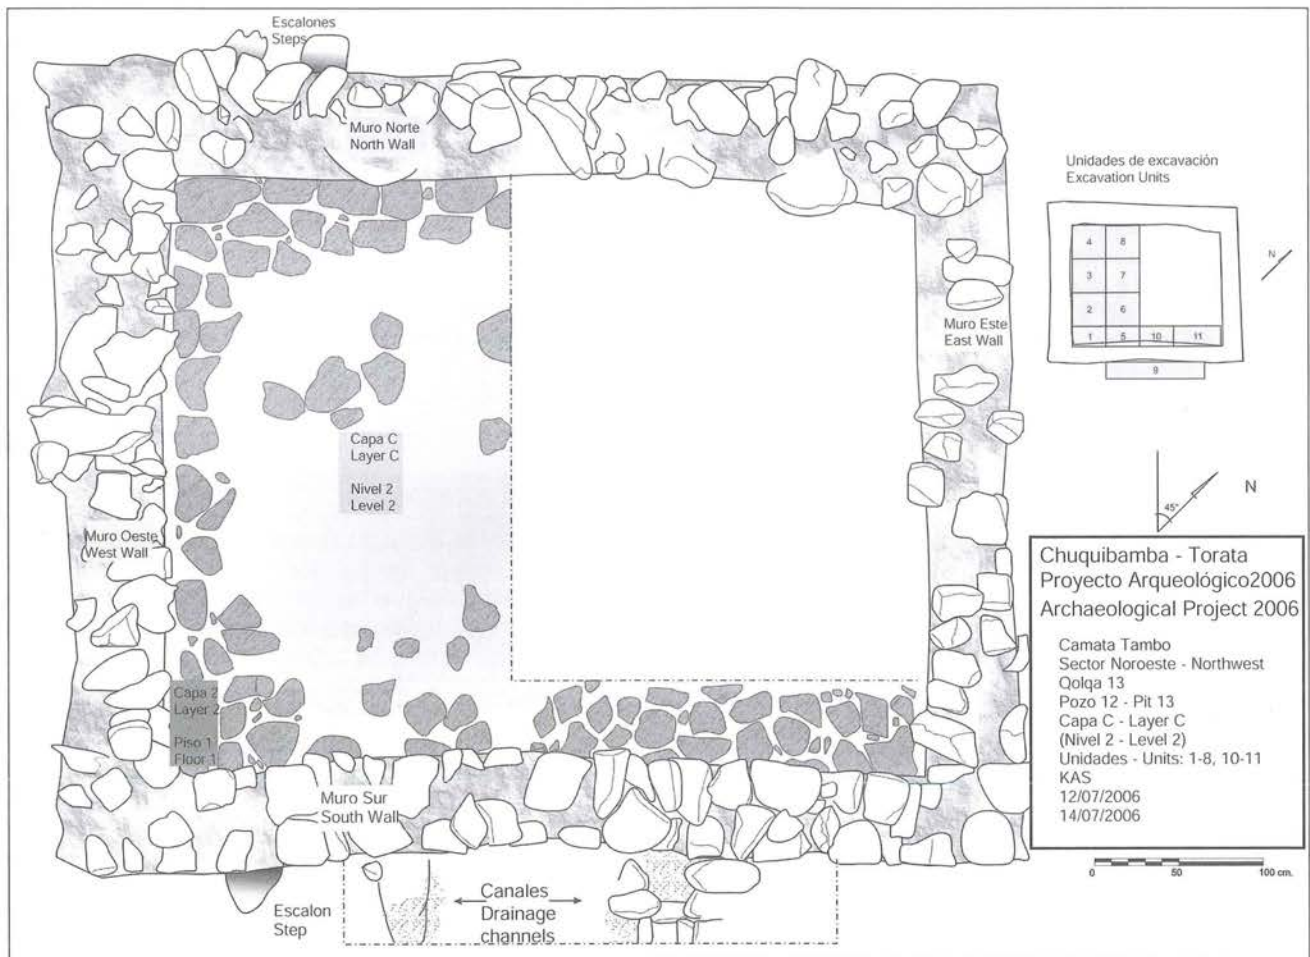 Escalones
Steps
Muro Norte
North Wall
Unidades de excavación
Excavation Units
4 8
3 7
2 6
1 5 10 11
9
N
Muro Este
East Wall
Capa C
Layer C
Nivel 2
Level 2
Muro Oeste
West Wall
N
45°
Capa 2
Layer 2
Piso 1
Floor 1
Muro Sur
South Wall
Escalon
Step
Canales
Drainage
channels
Chuquibamba - Torata
Proyecto Arqueológico2006
Archaeological Project 2006
Camata Tambo
Sector Noroeste - Northwest
Qolqa 13
Pozo 12 - Pit 13
Capa C - Layer C
(Nivel 2 - Level 2)
Unidades - Units: 1-8, 10-11
KAS
12/07/2006
14/07/2006
0 50 100 cm.